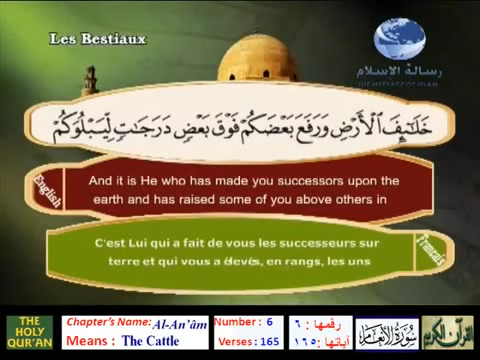 Les Bestiaux
رسالة الإسلام
THE MESSAGE OF ISLAM
خَلَـٰٓئِفَ ٱلْأَرْضِ وَرَفَعَ بَعْضَكُمْ فَوْقَ بَعْضٍ دَرَجَـٰتٍ لِّيَبْلُوَكُمْ
English
And it is He who has made you successors upon the
earth and has raised some of you above others in
C'est Lui qui a fait de vous les successeurs sur
terre et qui vous a élevés, en rangs, les uns
Francais
THE HOLY QUR'AN
Chapter's Name: Al-An'âm
Means : The Cattle
Number : 6
Verses : 165
رقمها : ٦
آياتها : ١٦٥
سورة الأنعام
القرآن الكريم